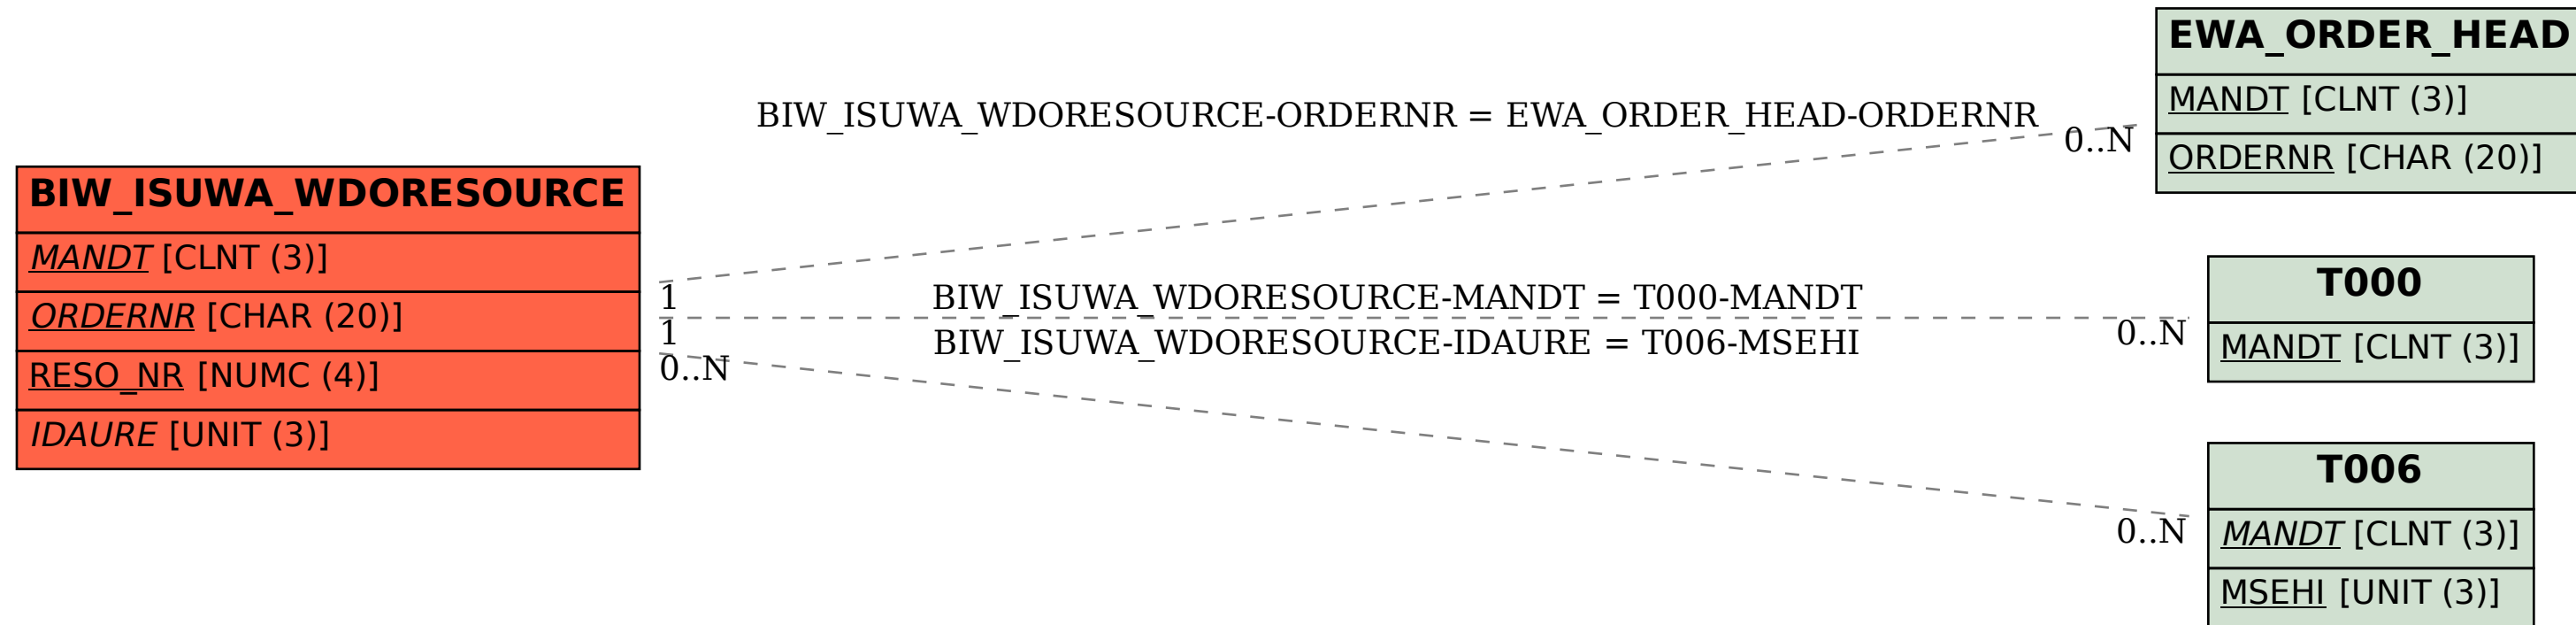 BIW_ISUWA_WDORESOURCE
MANDT [CLNT (3)]
ORDERNR [CHAR (20)]
RESO_NR [NUMC (4)]
IDAURE [UNIT (3)]
BIW_ISUWA_WDORESOURCE-ORDERNR = EWA_ORDER_HEAD-ORDERNR
0..N
1
BIW_ISUWA_WDORESOURCE-MANDT = T000-MANDT
1
0..N
BIW_ISUWA_WDORESOURCE-IDAURE = T006-MSEHI
0..N
0..N
EWA_ORDER_HEAD
MANDT [CLNT (3)]
ORDERNR [CHAR (20)]
T000
MANDT [CLNT (3)]
T006
MANDT [CLNT (3)]
MSEHI [UNIT (3)]